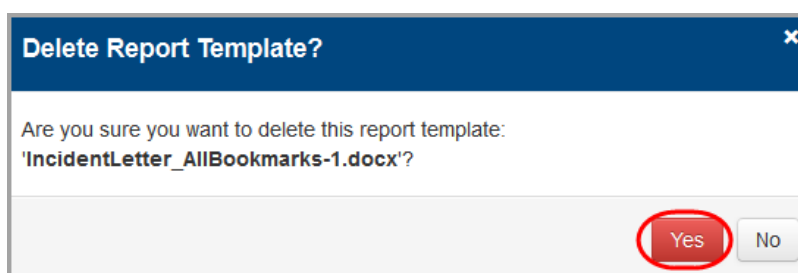 Delete Report Template?
Are you sure you want to delete this report template:
'IncidentLetter_AllBookmarks-1.docx'?
Yes No